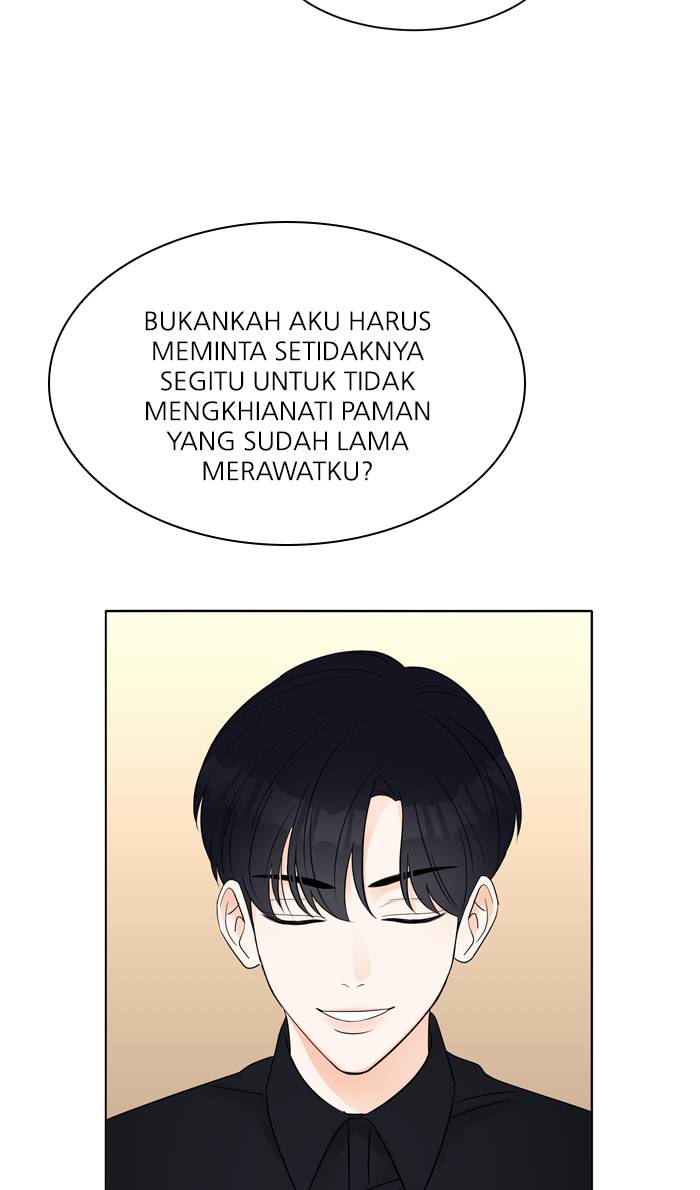 BUKANKAH AKU HARUS
MEMINTA SETIDAKNYA
SEGITU UNTUK TIDAK
MENGKHIANATI PAMAN
YANG SUDAH LAMA
MERAWATKU?